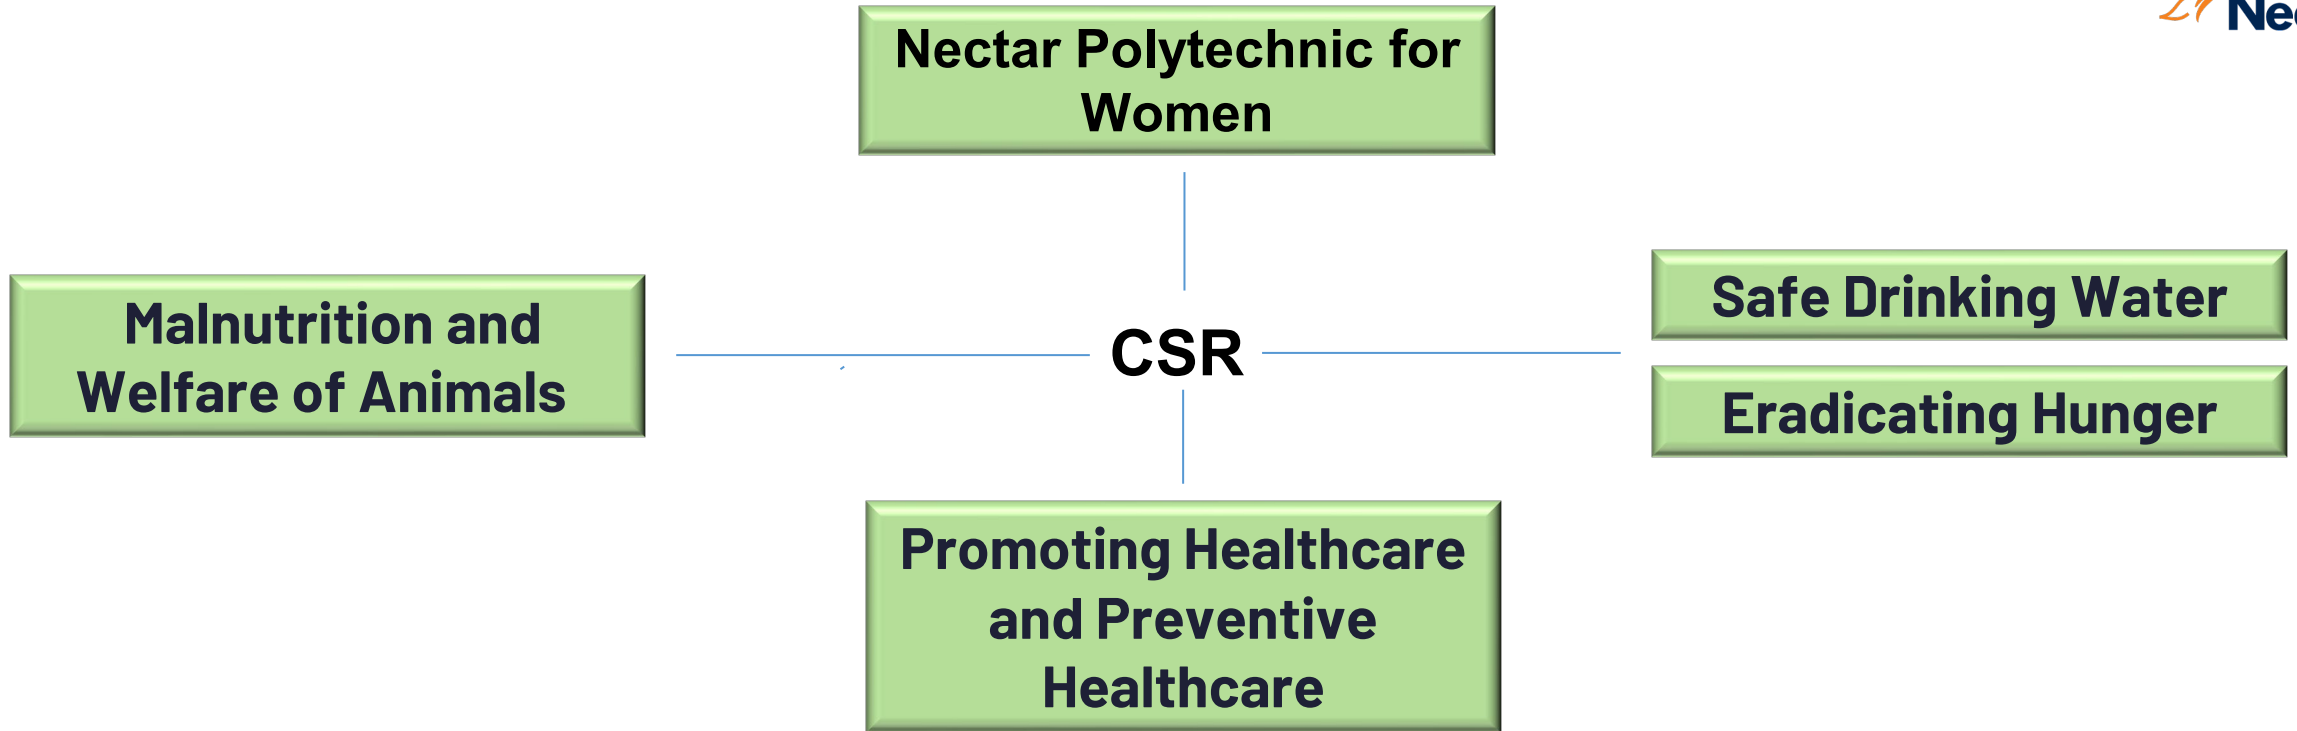 Nectar Polytechnic for
Women
Malnutrition and
Welfare of Animals
CSR
Safe Drinking Water
Eradicating Hunger
Promoting Healthcare
and Preventive
Healthcare